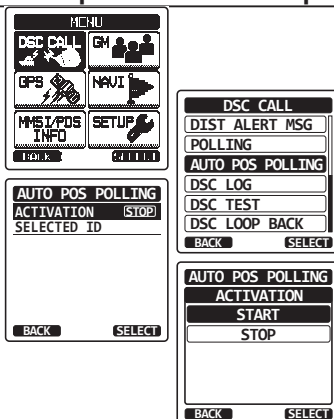 MENU
DSC CALL
GM
GPS
NAVI
MMSI/POS
INFO
SETUP
BACK
SELECT
DSC CALL
DIST ALERT MSG
POLLING
AUTO POS POLLING
DSC LOG
DSC TEST
DSC LOOP BACK
BACK SELECT
AUTO POS POLLING
ACTIVATION STOP
SELECTED ID
BACK SELECT
AUTO POS POLLING
ACTIVATION
START
STOP
BACK SELECT